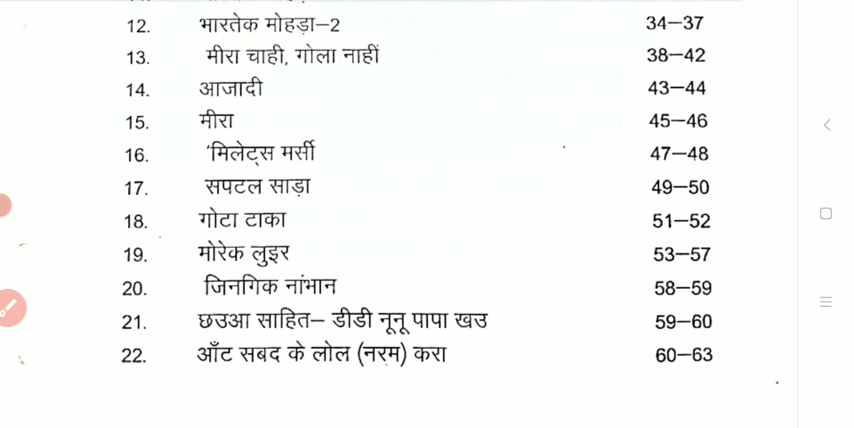 12. भारतेक मोहड़ा–2 34–37
13. मीरा चाही, गोला नाहीं 38–42
14. आजादी 43–44
15. मीरा 45–46
16. 'मिलेट्स मर्सी 47–48
17. सपटल साड़ा 49–50
18. गोटा टाका 51–52
19. मोरेक लुइर 53–57
20. जिनगिक नांभान 58–59
21. छउआ साहित– डीडी नूनू पापा खउ 59–60
22. आँट सबद के लोल (नरम) करा 60–63